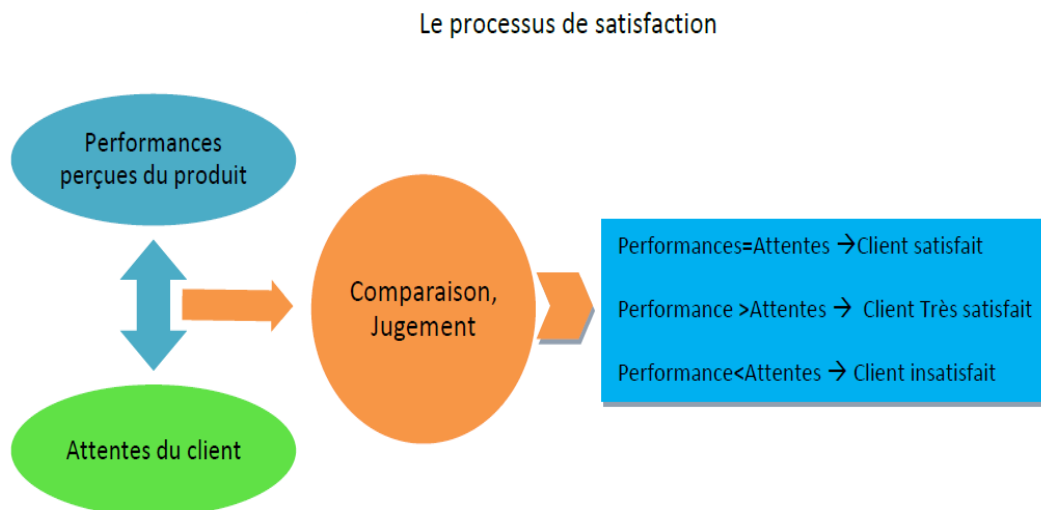 Le processus de satisfaction
Performances
perçues du produit
Comparaison,
Jugement
Performances=Attentes →Client satisfait
Performance >Attentes → Client Très satisfait
Performance<Attentes → Client insatisfait
Attentes du client